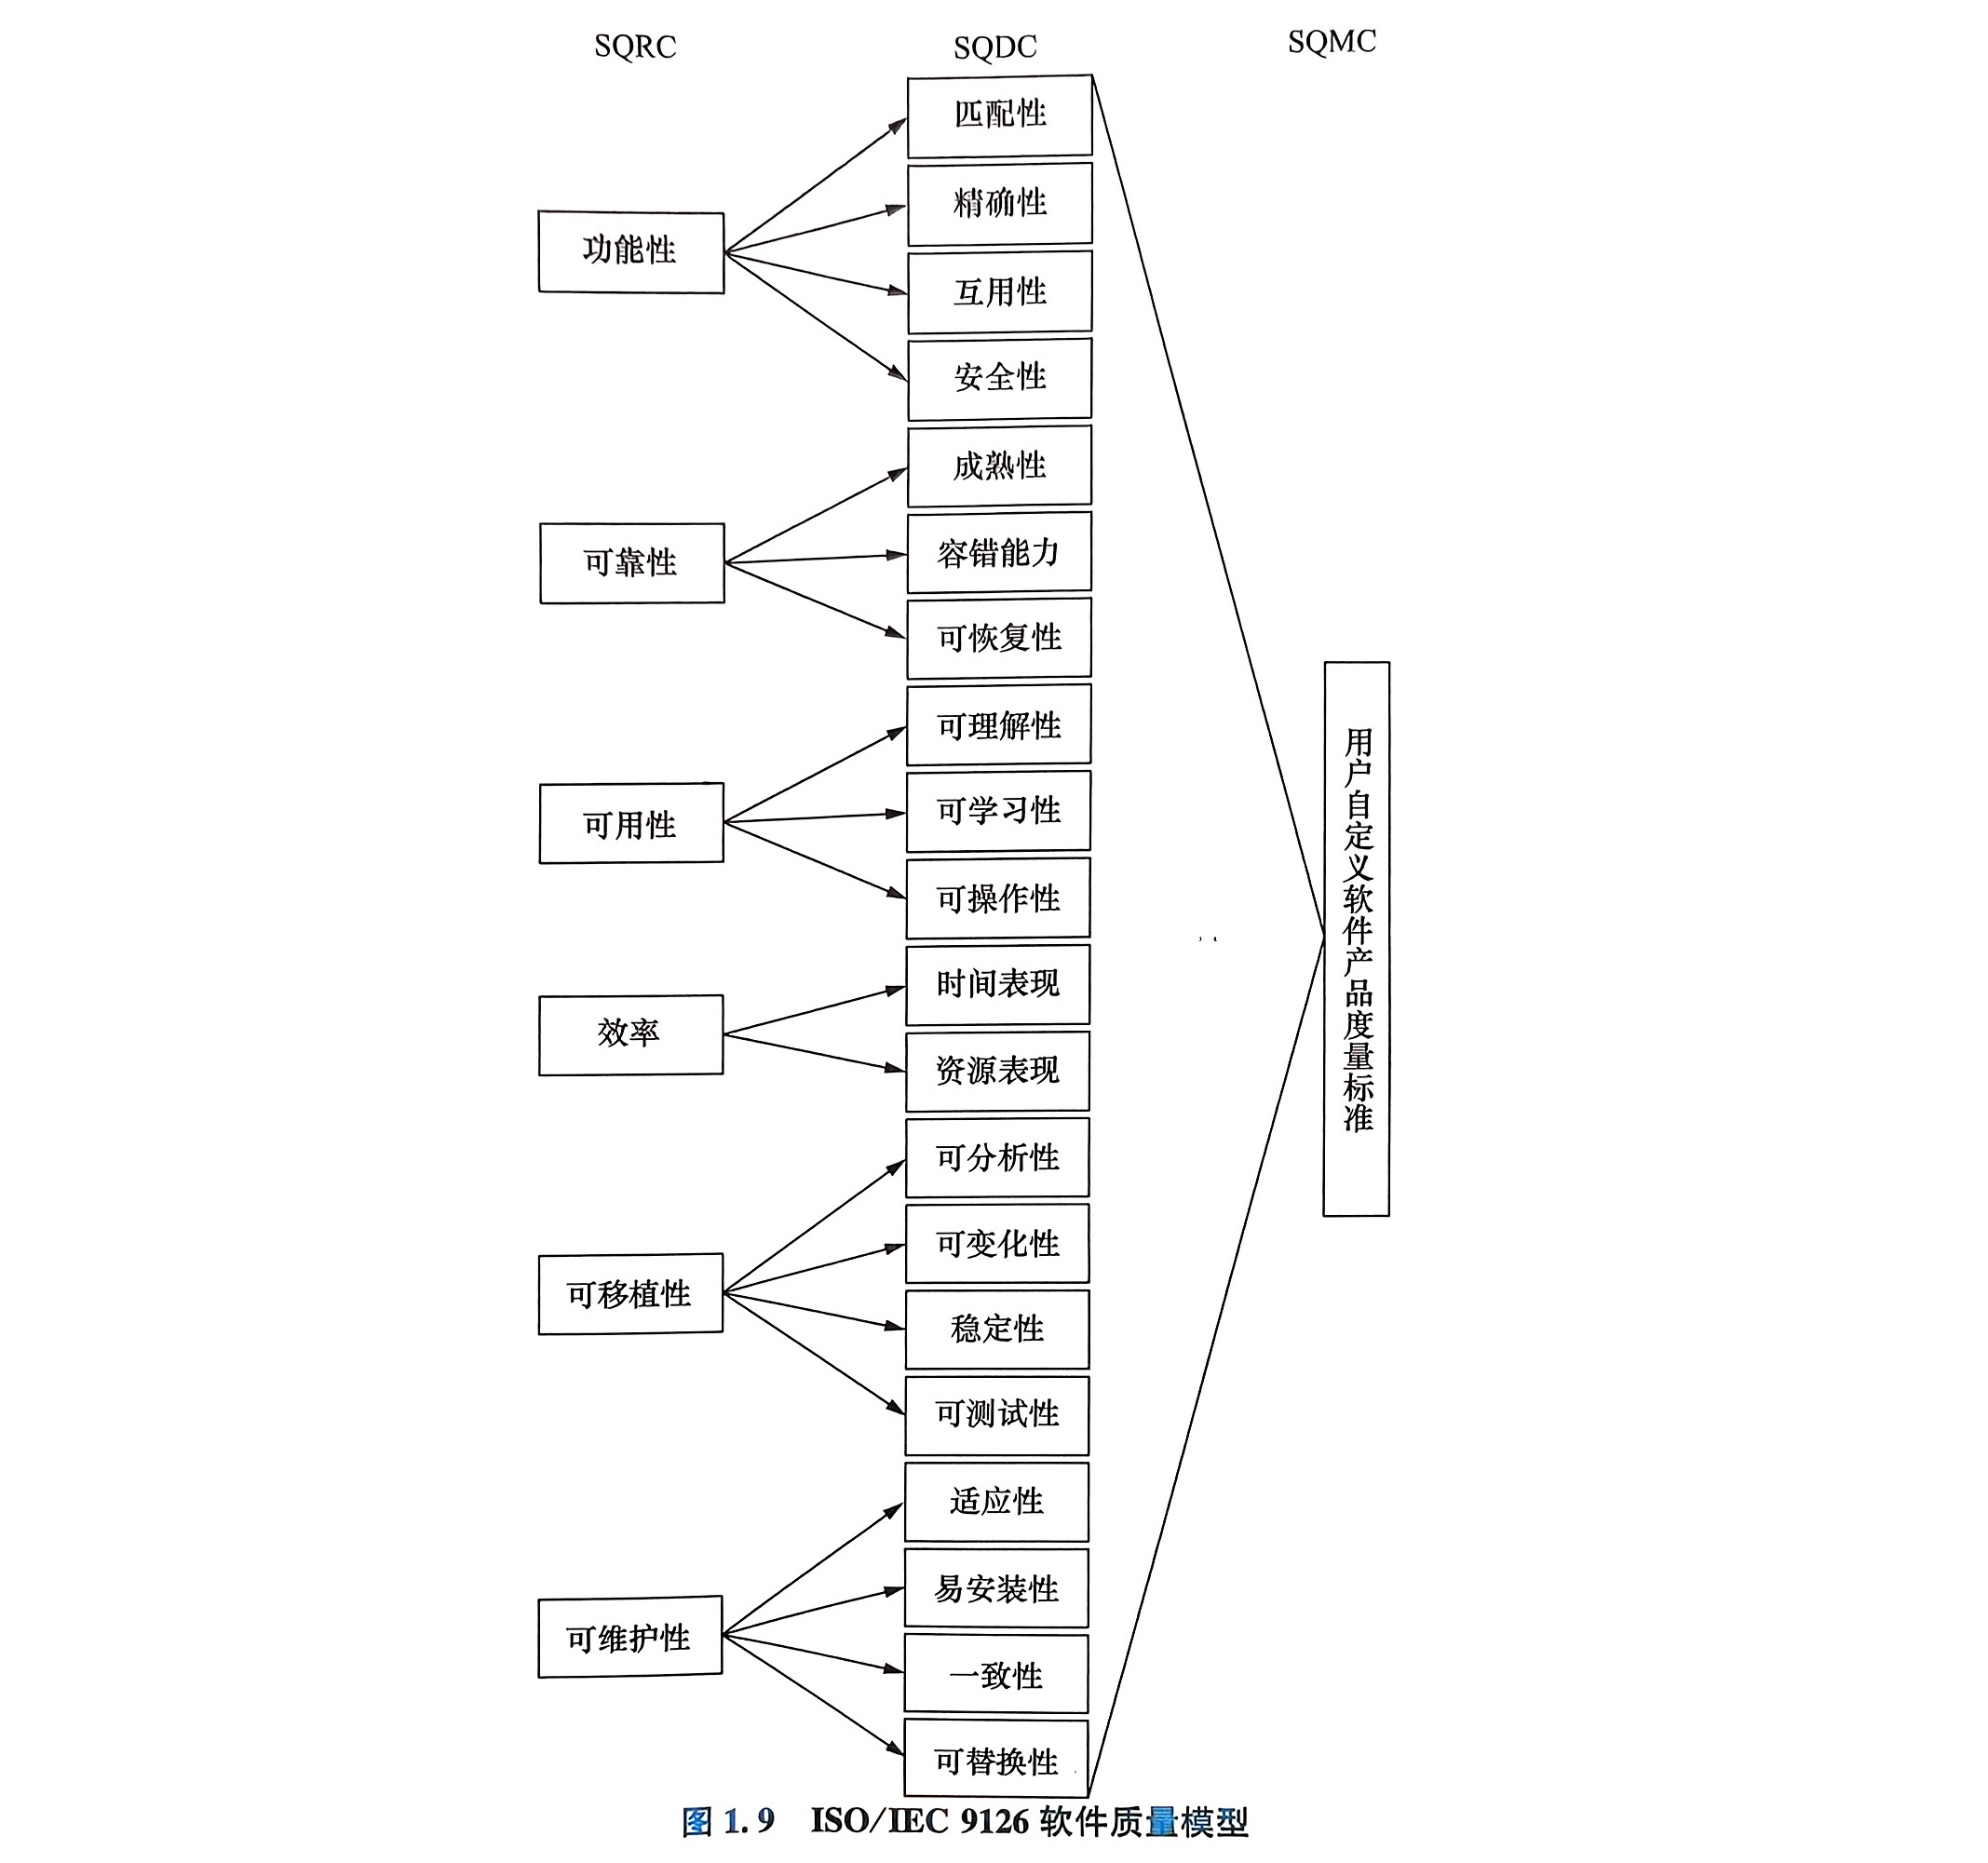 SQRC
SQDC
SQMC
功能性
匹配性
精确性
互用性
安全性
可靠性
成熟性
容错能力
可恢复性
可用性
可理解性
可学习性
可操作性
效率
时间表现
资源表现
可移植性
可分析性
可变化性
稳定性
可测试性
可维护性
适应性
易安装性
一致性
可替换性
用户自定义软件产品度量标准
图 1.9 ISO/IEC 9126 软件质量模型